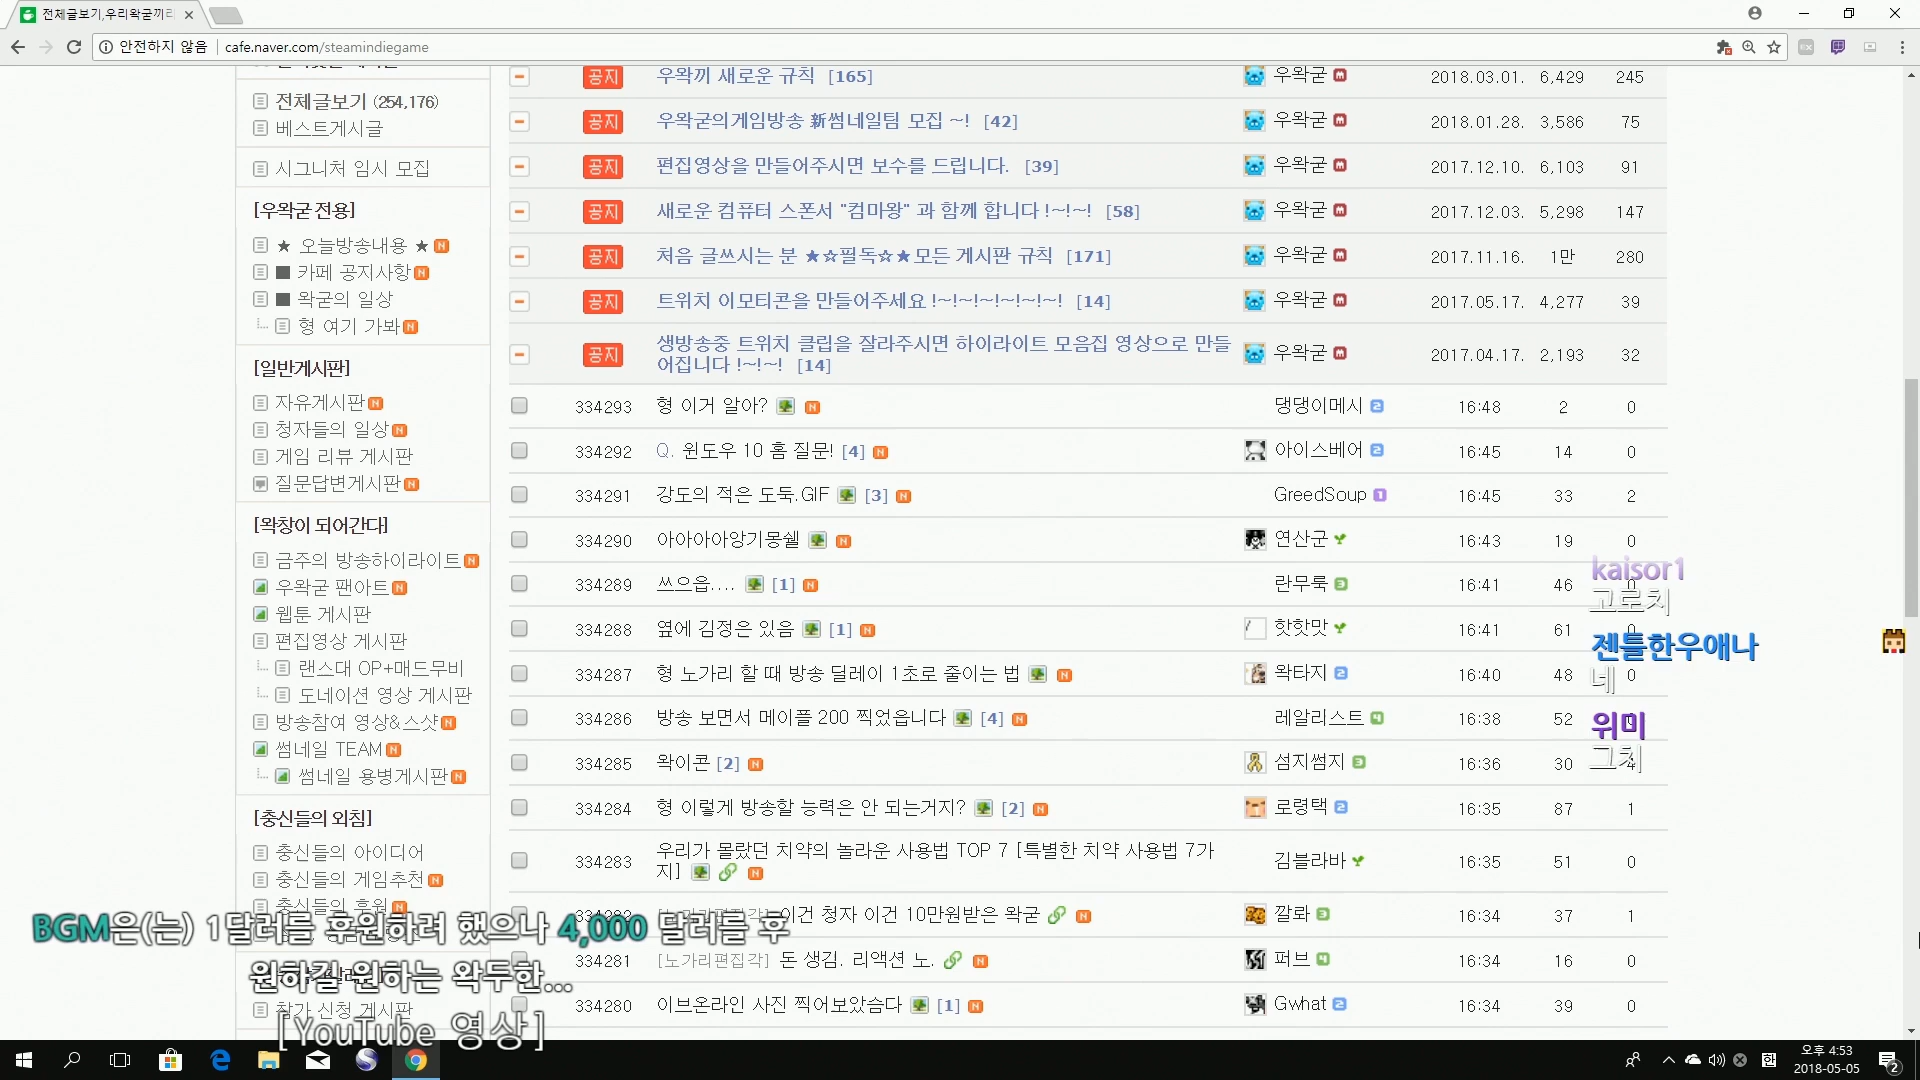 전체글보기,우리왁굳끼리
안전하지 않음 cafe.naver.com/steamindiegame
전체글보기 (254,176)
베스트게시글
시그니처 임시 모집
[우왁굳 전용]
★ 오늘방송내용 ★ N
■ 카페 공지사항 N
■ 왁굳의 일상
형 여기 가봐 N
[일반게시판]
자유게시판 N
청자들의 일상 N
게임 리뷰 게시판
질문답변게시판 N
[왁창이 되어간다]
금주의 방송하이라이트 N
우왁굳 팬아트 N
웹툰 게시판
편집영상 게시판
랜스대 OP+매드무비
도네이션 영상 게시판
방송참여 영상&스샷 N
썸네일 TEAM N
썸네일 용병게시판 N
[충신들의 외침]
충신들의 아이디어
충신들의 게임추천 N
충신들의 후원 N
참가 신청 게시판
공지 우왁끼 새로운 규칙 [165] 우왁굳 2018.03.01. 6,429 245
공지 우왁굳의게임방송 新썸네일팀 모집 ~! [42] 우왁굳 2018.01.28. 3,586 75
공지 편집영상을 만들어주시면 보수를 드립니다. [39] 우왁굳 2017.12.10. 6,103 91
공지 새로운 컴퓨터 스폰서 "컴마왕" 과 함께 합니다 !~!~! [58] 우왁굳 2017.12.03. 5,298 147
공지 처음 글쓰시는 분 ★☆필독☆★모든 게시판 규칙 [171] 우왁굳 2017.11.16. 1만 280
공지 트위치 이모티콘을 만들어주세요 !~!~!~!~!~!~! [14] 우왁굳 2017.05.17. 4,277 39
공지 생방송중 트위치 클립을 잘라주시면 하이라이트 모음집 영상으로 만들
어집니다 !~!~! [14] 우왁굳 2017.04.17. 2,193 32
334293 형 이거 알아? N 댕댕이메시 2 16:48 2 0
334292 Q. 윈도우 10 홈 질문! [4] N 아이스베어 2 16:45 14 0
334291 강도의 적은 도둑.GIF [3] N GreedSoup 1 16:45 33 2
334290 아아아아앙기몽쉘 N 연산군 16:43 19 0
334289 쓰으읍.... [1] N 란무룩 3 16:41 46 0
334288 옆에 김정은 있음 [1] N 핫핫맛 16:41 61 0
334287 형 노가리 할 때 방송 딜레이 1초로 줄이는 법 N 왁타지 2 16:40 48 0
334286 방송 보면서 메이플 200 찍었읍니다 [4] N 레알리스트 4 16:38 52 0
334285 왁이콘 [2] N 섬지썸지 3 16:36 30 4
334284 형 이렇게 방송할 능력은 안 되는거지? [2] N 로령택 2 16:35 87 1
334283 우리가 몰랐던 치약의 놀라운 사용법 TOP 7 [특별한 치약 사용법 7가
지] N 김블라바 16:35 51 0
334282 [노가리편집각] 이건 청자 이건 10만원받은 왁굳 N 깔롸 3 16:34 37 1
334281 [노가리편집각] 돈 생김. 리액션 노. N 퍼브 4 16:34 16 0
334280 이브온라인 사진 찍어보았슴다 [1] N Gwhat 2 16:34 39 0
kaisor1
고로치
젠틀한우애나
네
위미
그치
BGM은(는) 1달러를 후원하려 했으나 4,000 달러를 후
원하길 원하는 왁두한...
[YouTube 영상]
한
오후 4:53
2018-05-05
2